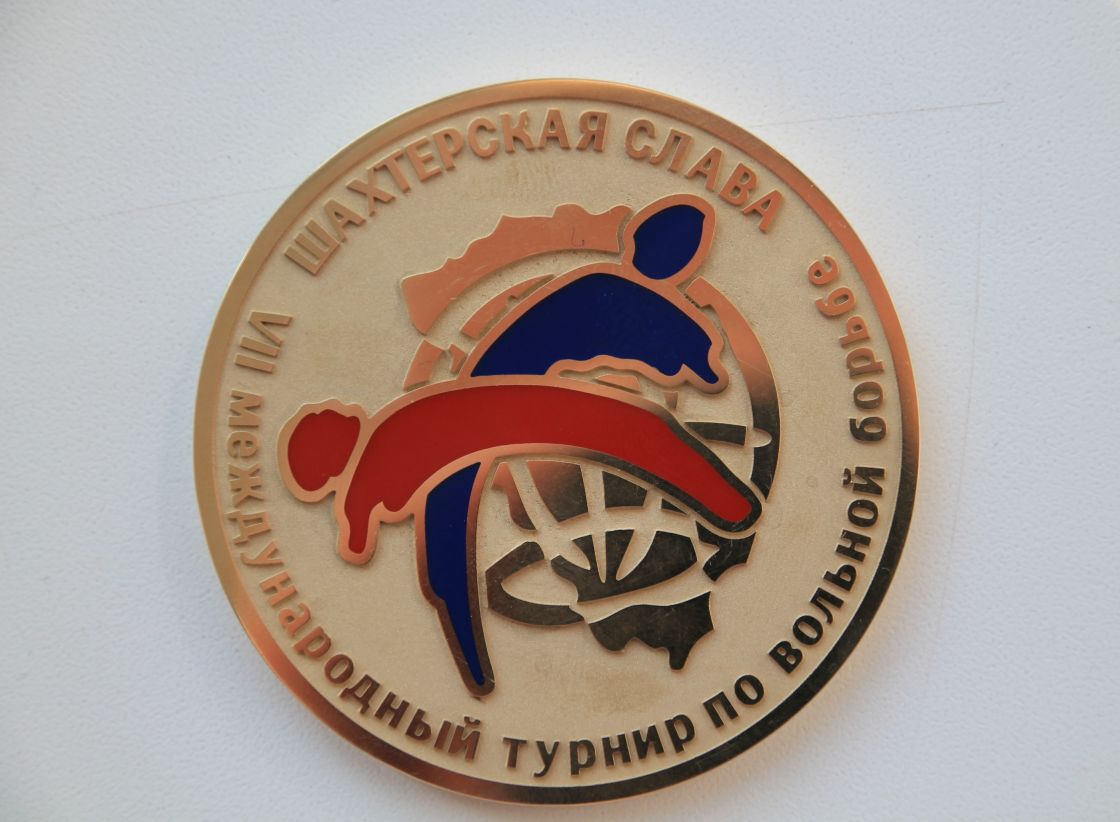 ШАХТЕРСКАЯ СЛАВА
VII международный турнир по вольной борьбе